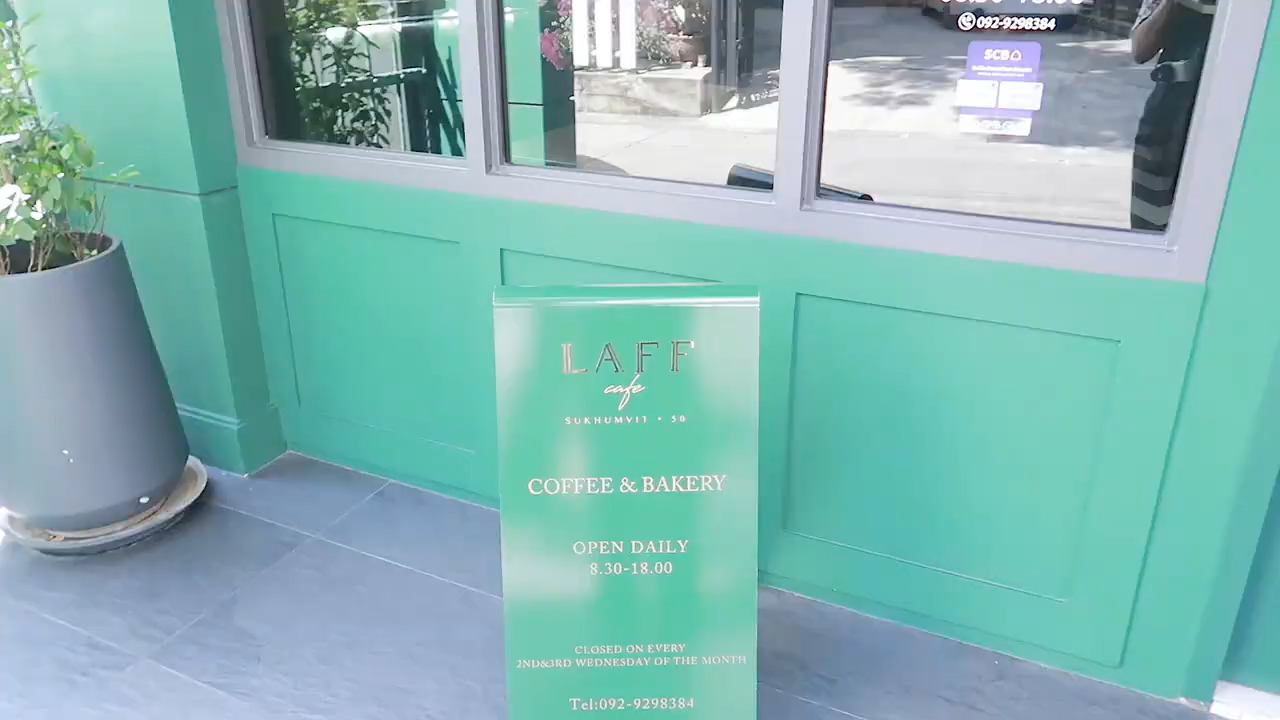 092-9298384
SCB
LAFF
cafe
SUKHUMVIT • 50
COFFEE & BAKERY
OPEN DAILY
8.30-18.00
CLOSED ON EVERY
2ND&3RD WEDNESDAY OF THE MONTH
Tel:092-9298384